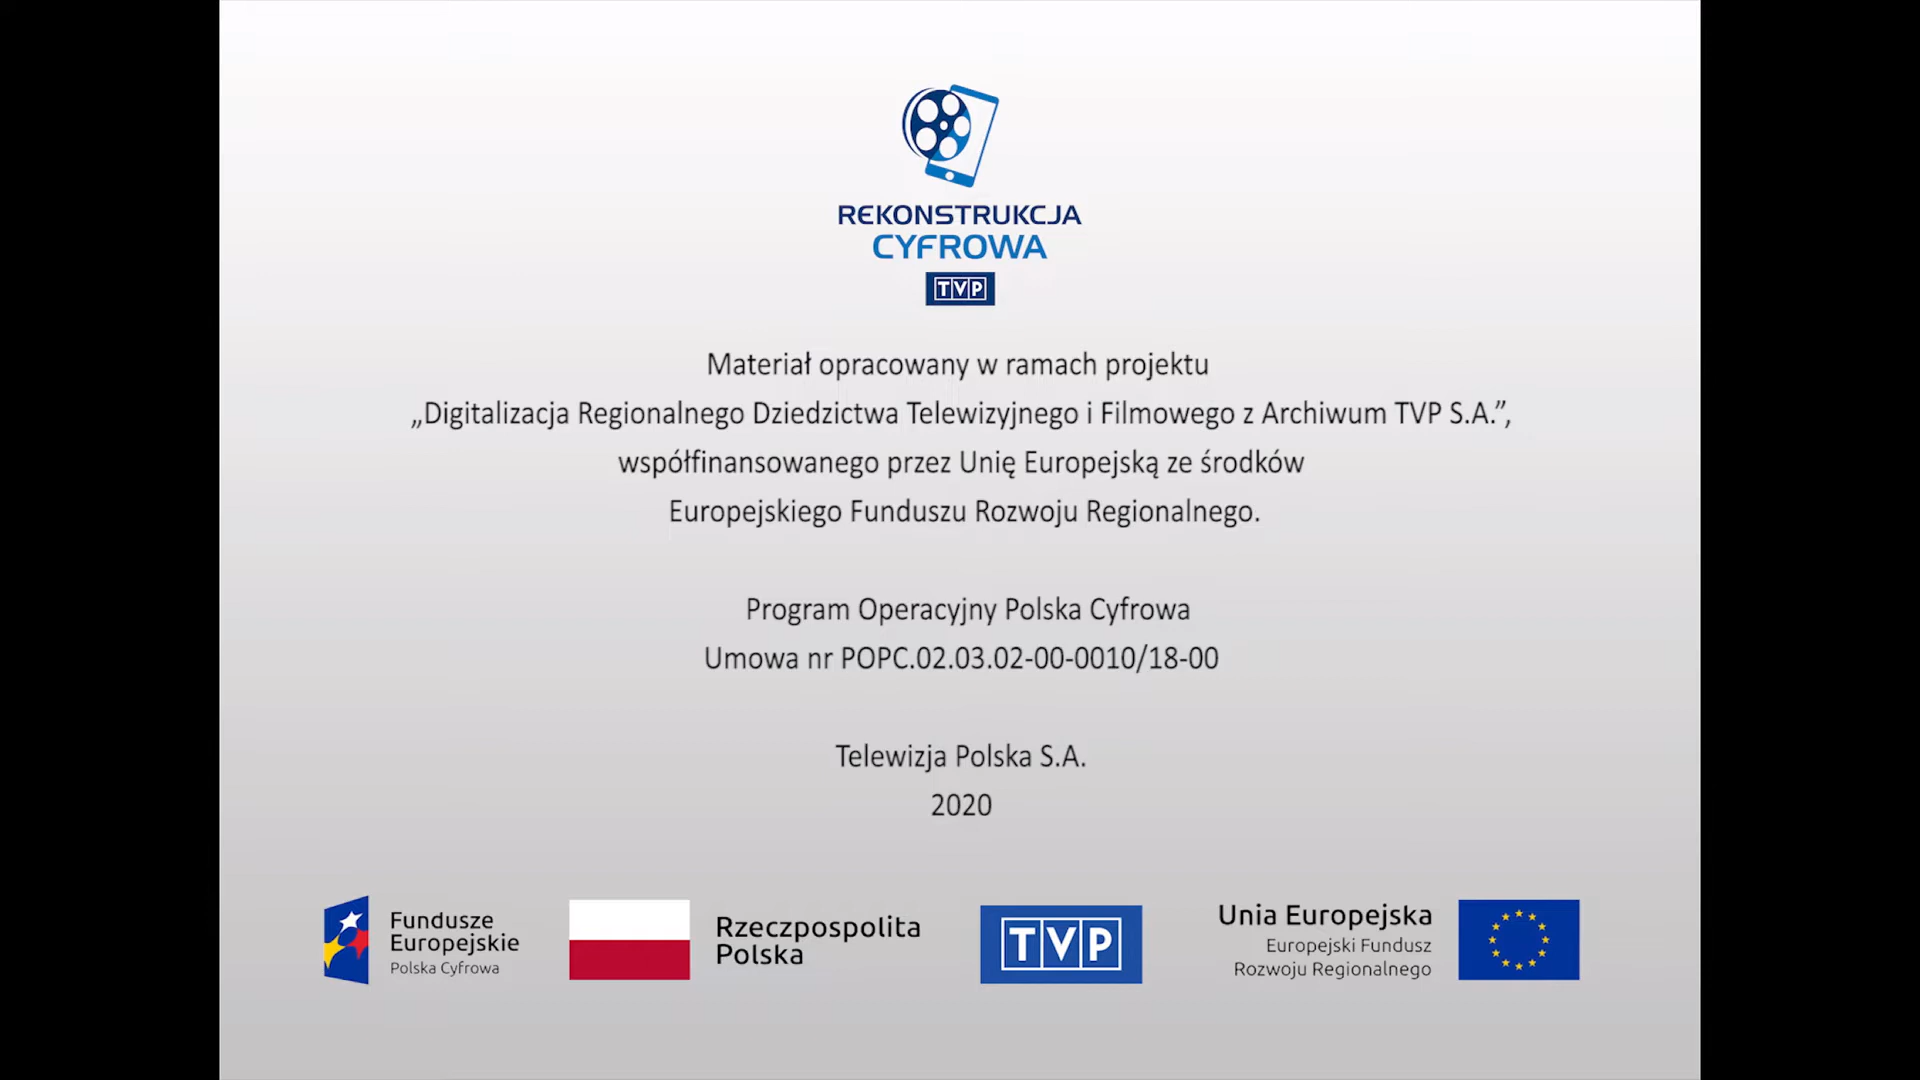 REKONSTRUKCJA
CYFROWA
TVP
Materiał opracowany w ramach projektu
„Digitalizacja Regionalnego Dziedzictwa Telewizyjnego i Filmowego z Archiwum TVP S.A.”,
współfinansowanego przez Unię Europejską ze środków
Europejskiego Funduszu Rozwoju Regionalnego.
Program Operacyjny Polska Cyfrowa
Umowa nr POPC.02.03.02-00-0010/18-00
Telewizja Polska S.A.
2020
Fundusze
Europejskie
Polska Cyfrowa
Rzeczpospolita
Polska
TVP
Unia Europejska
Europejski Fundusz
Rozwoju Regionalnego